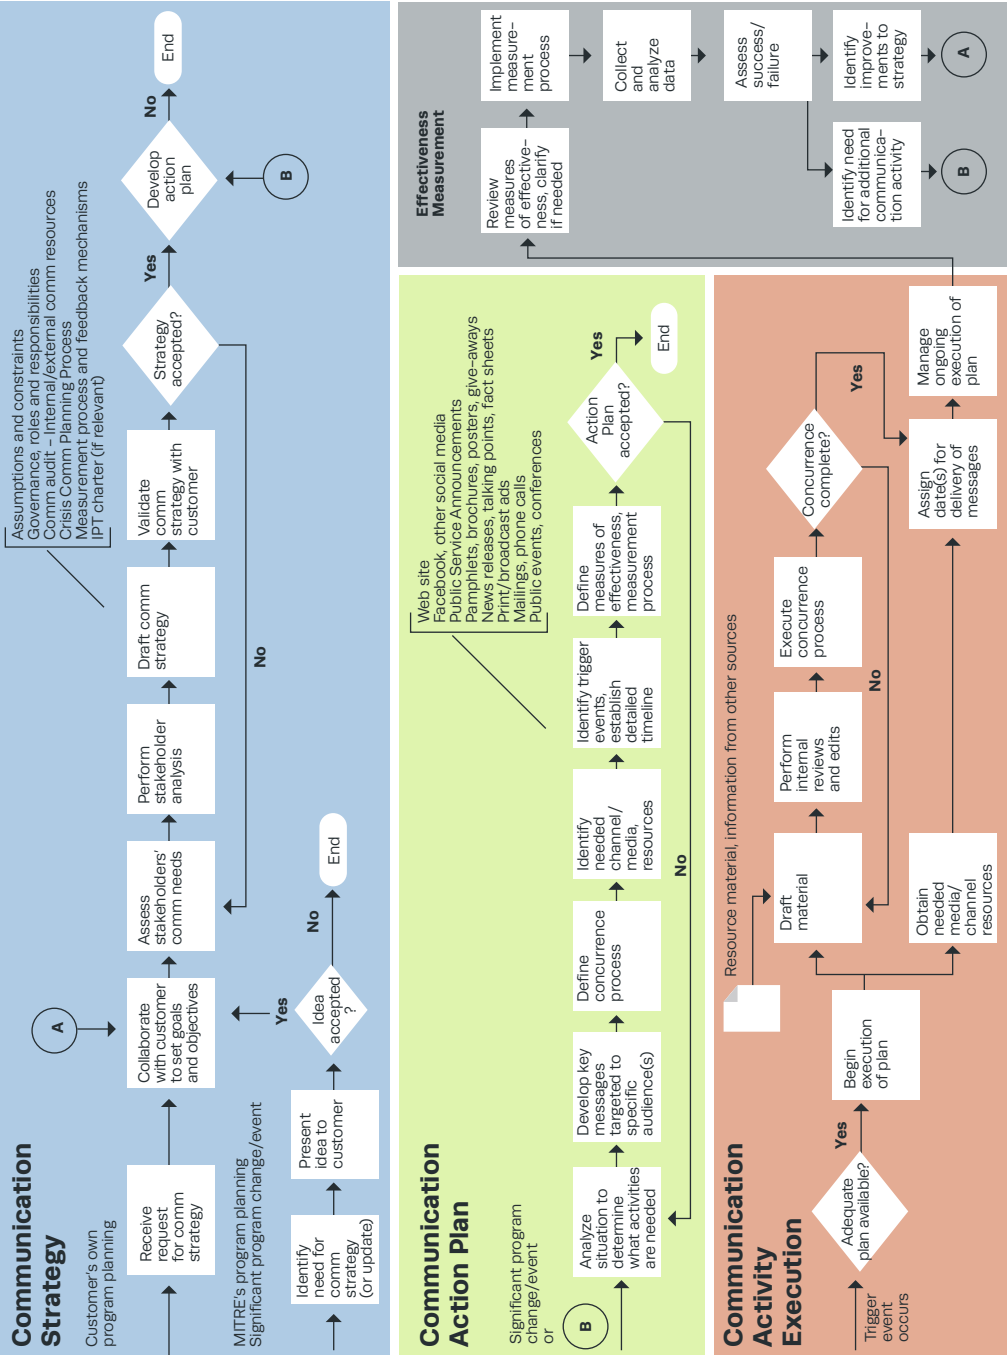 Communication
Strategy
Customer's own
program planning
Receive
request
for comm
strategy
MITRE's program planning
Significant program change/event
Identify
need for
comm
strategy
(or update)
Present
idea to
customer
Idea
accepted
?
Yes
No
End
A
Collaborate
with customer
to set goals
and objectives
Assess
stakeholders'
comm needs
Perform
stakeholder
analysis
Draft comm
strategy
Assumptions and constraints
Governance, roles and responsibilities
Comm audit – Internal/external comm resources
Crisis Comm Planning Process
Measurement process and feedback mechanisms
IPT charter (if relevant)
Validate
comm
strategy with
customer
Strategy
accepted?
No
Yes
Develop
action
plan
B
No
End
Communication
Action Plan
Significant program
change/event
or
B
Analyze
situation to
determine
what activities
are needed
Develop key
messages
targeted to
specific
audience(s)
Define
concurrence
process
Identify
needed
channel/
media,
resources
Identify trigger
events,
establish
detailed
timeline
Web site
Facebook, other social media
Public Service Announcements
Pamphlets, brochures, posters, give-aways
News releases, talking points, fact sheets
Print/broadcast ads
Mailings, phone calls
Public events, conferences
Define
measures of
effectiveness,
measurement
process
Action
Plan
accepted?
No
Yes
End
Communication
Activity
Execution
Trigger
event
occurs
Adequate
plan available?
Yes
Begin
execution
of plan
Resource material, information from other sources
Draft
material
Perform
internal
reviews
and edits
Execute
concurrence
process
Concurrence
complete?
No
Yes
Obtain
needed
media/
channel
resources
Assign
date(s) for
delivery of
messages
Manage
ongoing
execution of
plan
Effectiveness
Measurement
Review
measures
of effective–
ness, clarify
if needed
Implement
measure–
ment
process
Collect
and
analyze
data
Assess
success/
failure
Identify need
for additional
communica–
tion activity
B
Identify
improve–
ments to
strategy
A